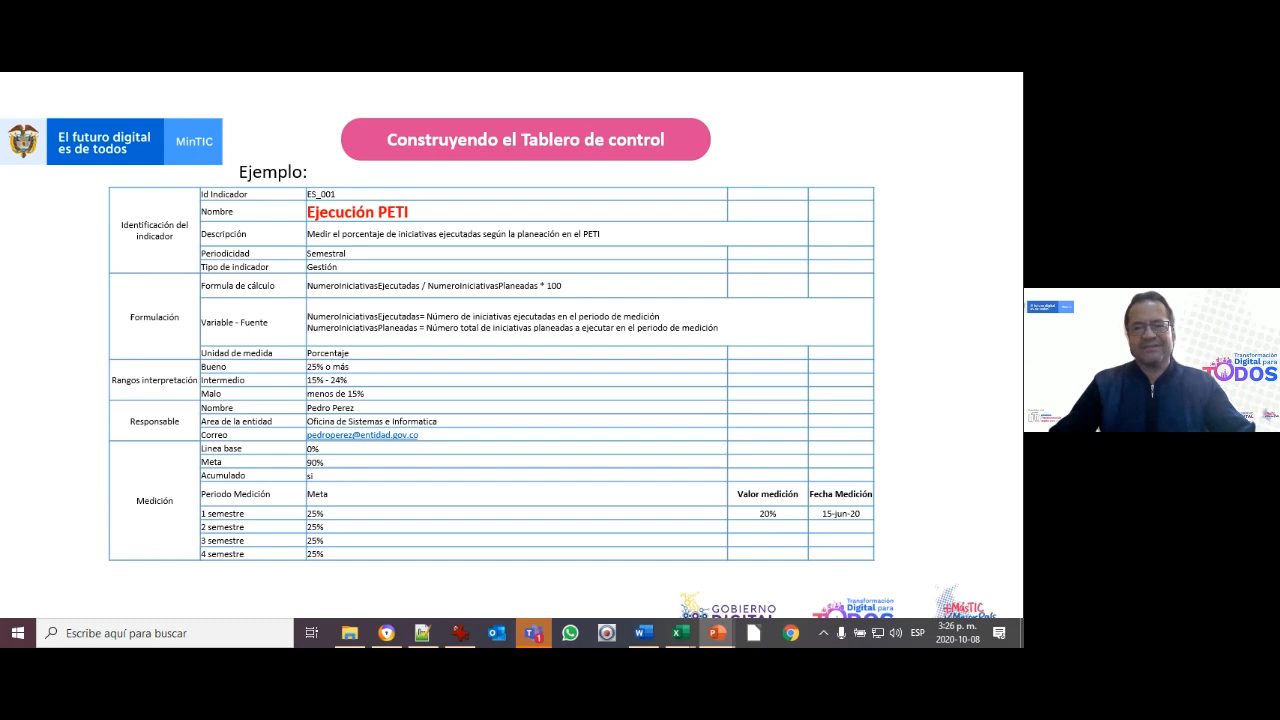 El futuro digital
es de todos
MinTIC
Construyendo el Tablero de control
Ejemplo:
Identificación del
indicador
Id Indicador
ES_001
Nombre
Ejecución PETI
Descripción
Medir el porcentaje de iniciativas ejecutadas según la planeación en el PETI
Periodicidad
Semestral
Tipo de indicador
Gestión
Formulación
Formula de cálculo
NumeroIniciativasEjecutadas / NumeroIniciativasPlaneadas * 100
Variable - Fuente
NumeroIniciativasEjecutadas= Número de iniciativas ejecutadas en el periodo de medición
NumeroIniciativasPlaneadas = Número total de iniciativas planeadas a ejecutar en el periodo de medición
Unidad de medida
Porcentaje
Rangos interpretación
Bueno
25% o más
Intermedio
15% - 24%
Malo
menos de 15%
Responsable
Nombre
Pedro Perez
Area de la entidad
Oficina de Sistemas e Informatica
Correo
pedroperez@entidad.gov.co
Medición
Linea base
0%
Meta
90%
Acumulado
si
Periodo Medición
Meta
Valor medición
Fecha Medición
1 semestre
25%
20%
15-jun-20
2 semestre
25%
3 semestre
25%
4 semestre
25%
GOBIERNO
DIGITAL
Transformación
Digital para
TODOS
+MásTIC
Escribe aquí para buscar
ESP
3:26 p. m.
2020-10-08
Transformación
Digital para
TODOS